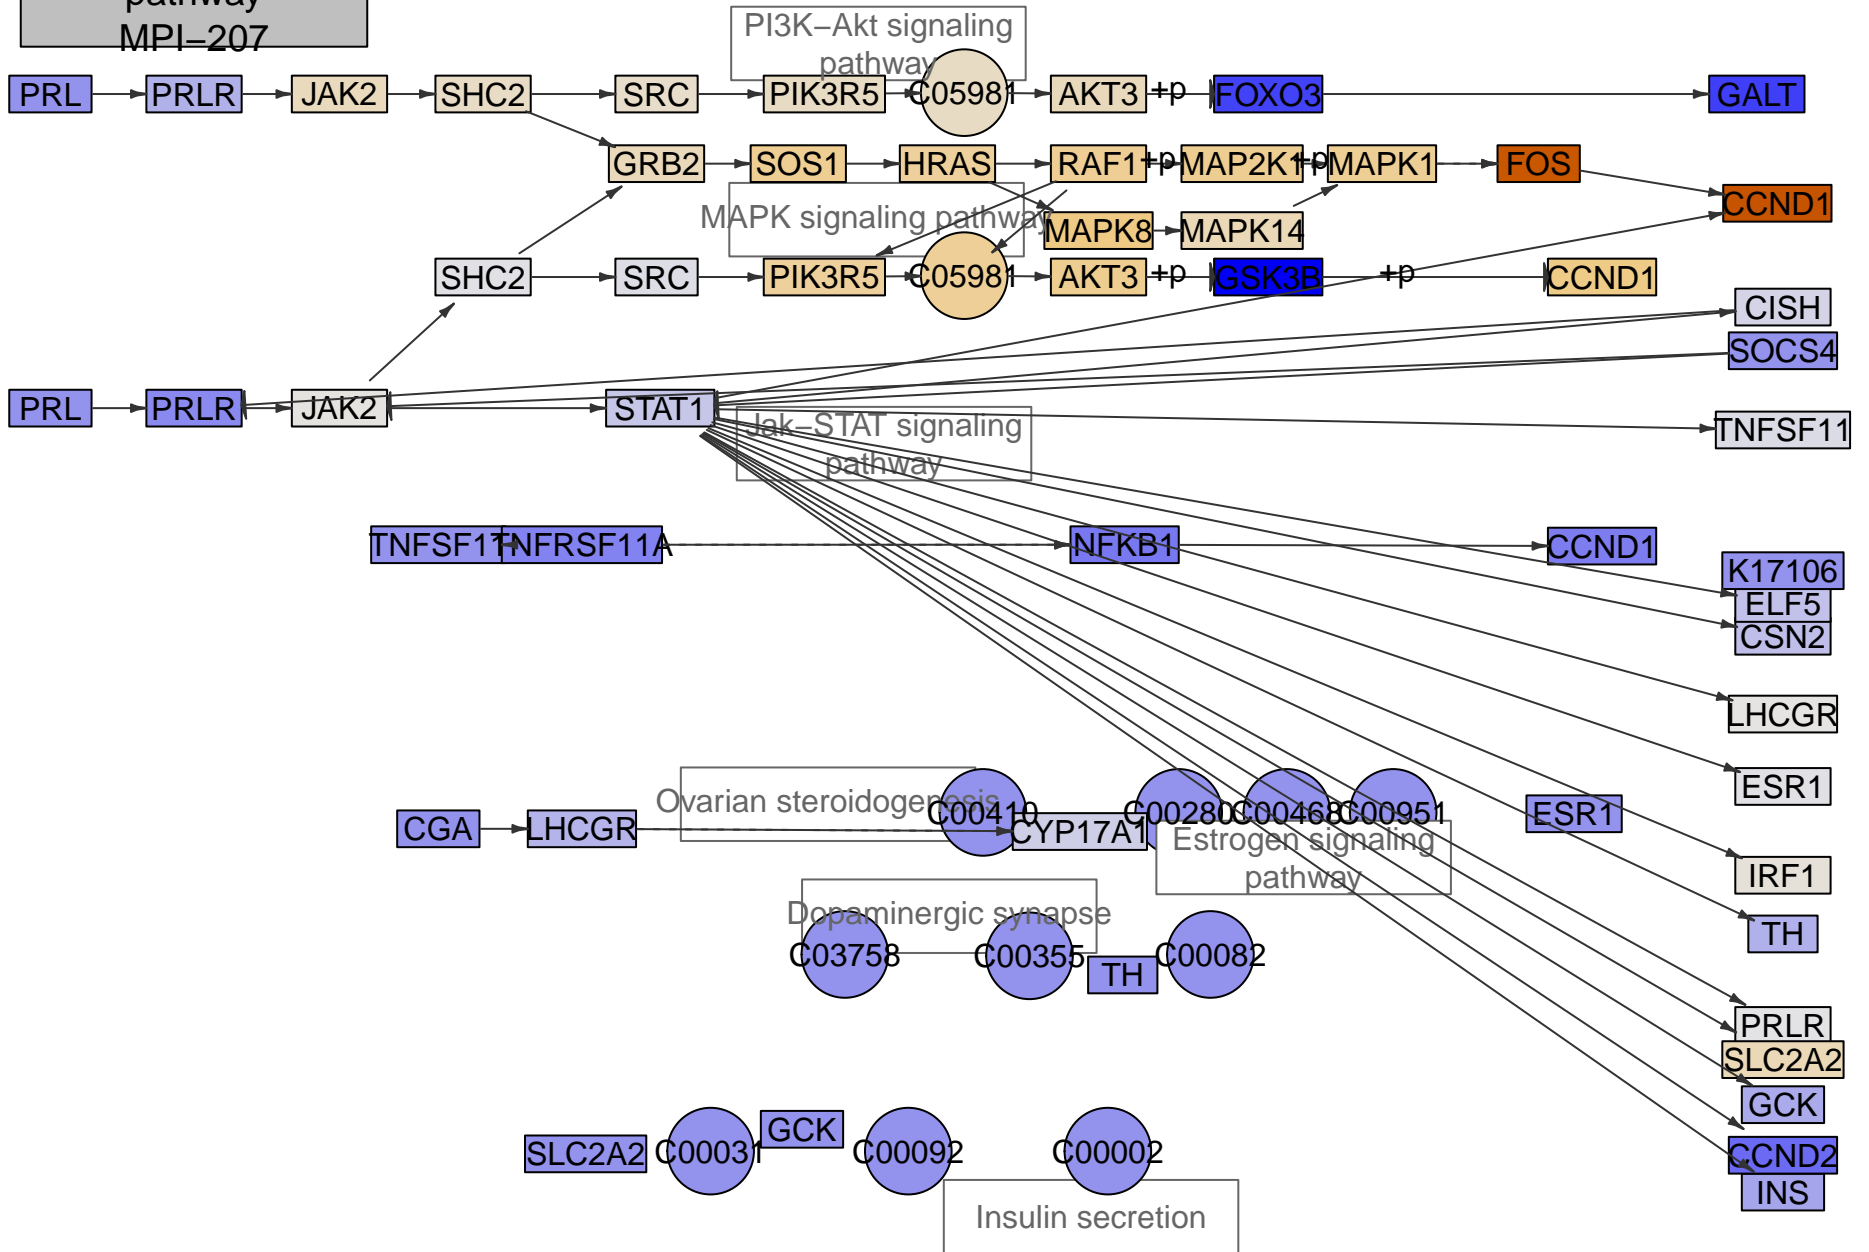 pathway
MPI−207
PI3K−Akt signaling
pathway
PRL
PRLR
JAK2
SHC2
SRC
PIK3R5
C05981
AKT3
+p
FOXO3
GALT
GRB2
SOS1
HRAS
RAF1
+p
MAP2K1
+p
MAPK1
FOS
CCND1
MAPK signaling pathway
MAPK8
MAPK14
SHC2
SRC
PIK3R5
C05981
AKT3
+p
GSK3B
+p
CCND1
CISH
SOCS4
PRL
PRLR
JAK2
STAT1
Jak−STAT signaling
pathway
TNFSF11
TNFSF11
TNFRSF11A
NFKB1
CCND1
K17106
ELF5
CSN2
LHCGR
ESR1
Ovarian steroidogenesis
C00410
C00280
C00468
C00951
ESR1
CGA
LHCGR
CYP17A1
Estrogen signaling
pathway
IRF1
Dopaminergic synapse
TH
C03758
C00355
TH
C00082
PRLR
SLC2A2
GCK
GCK
SLC2A2
C00031
C00092
C00002
CCND2
INS
Insulin secretion